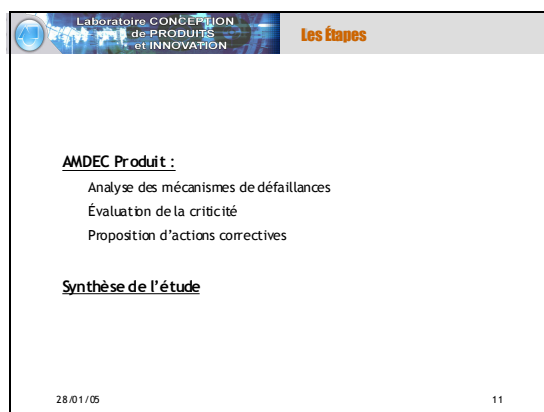 Laboratoire CONCEPTION
de PRODUITS
et INNOVATION
Les Étapes
AMDEC Produit :
Analyse des mécanismes de défaillances
Évaluation de la criticité
Proposition d'actions correctives
Synthèse de l'étude
28/01/05
11